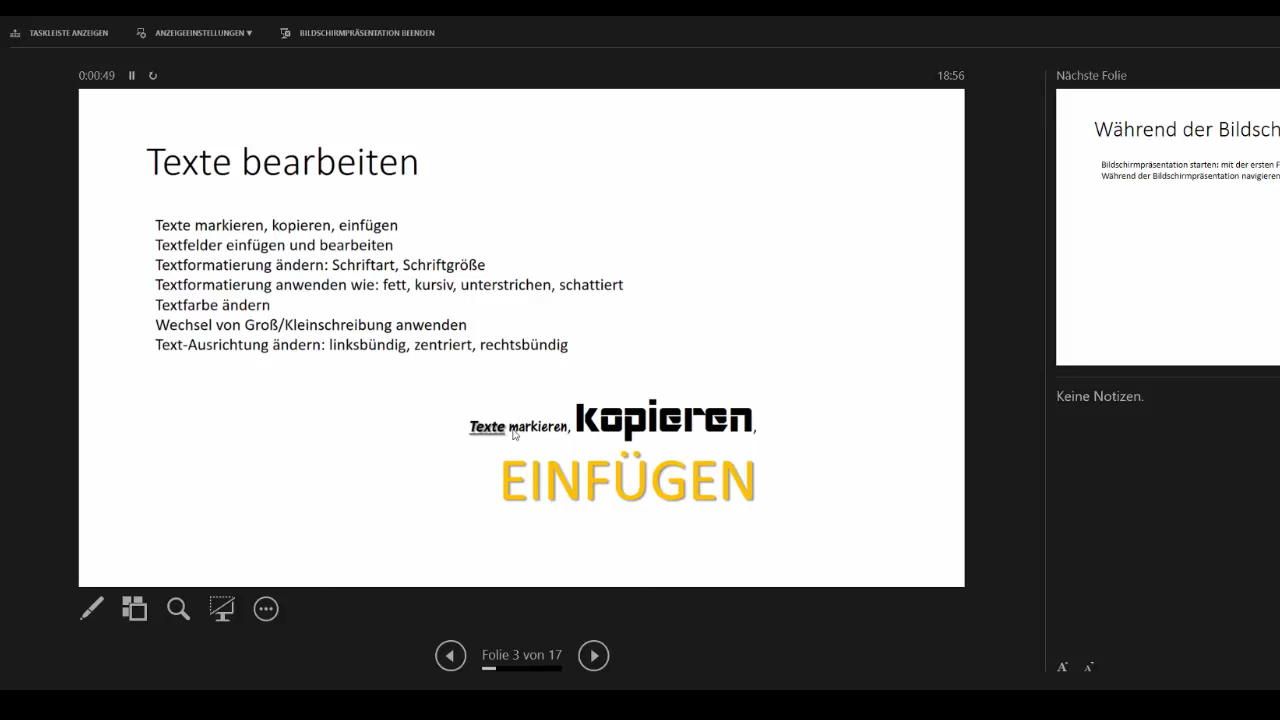 TASKLEISTE ANZEIGEN ANZEIGEEINSTELLUNGEN ▼ BILDSCHIRMPRÄSENTATION BEENDEN
0:00:49 18:56
Nächste Folie
Texte bearbeiten
Texte markieren, kopieren, einfügen
Textfelder einfügen und bearbeiten
Textformatierung ändern: Schriftart, Schriftgröße
Textformatierung anwenden wie: fett, kursiv, unterstrichen, schattiert
Textfarbe ändern
Wechsel von Groß/Kleinschreibung anwenden
Text-Ausrichtung ändern: linksbündig, zentriert, rechtsbündig
Texte markieren, kopieren,
EINFÜGEN
Während der Bildsch
Bildschirmpräsentation starten: mit der ersten F
Während der Bildschirmpräsentation navigieren
Keine Notizen.
Folie 3 von 17
A A